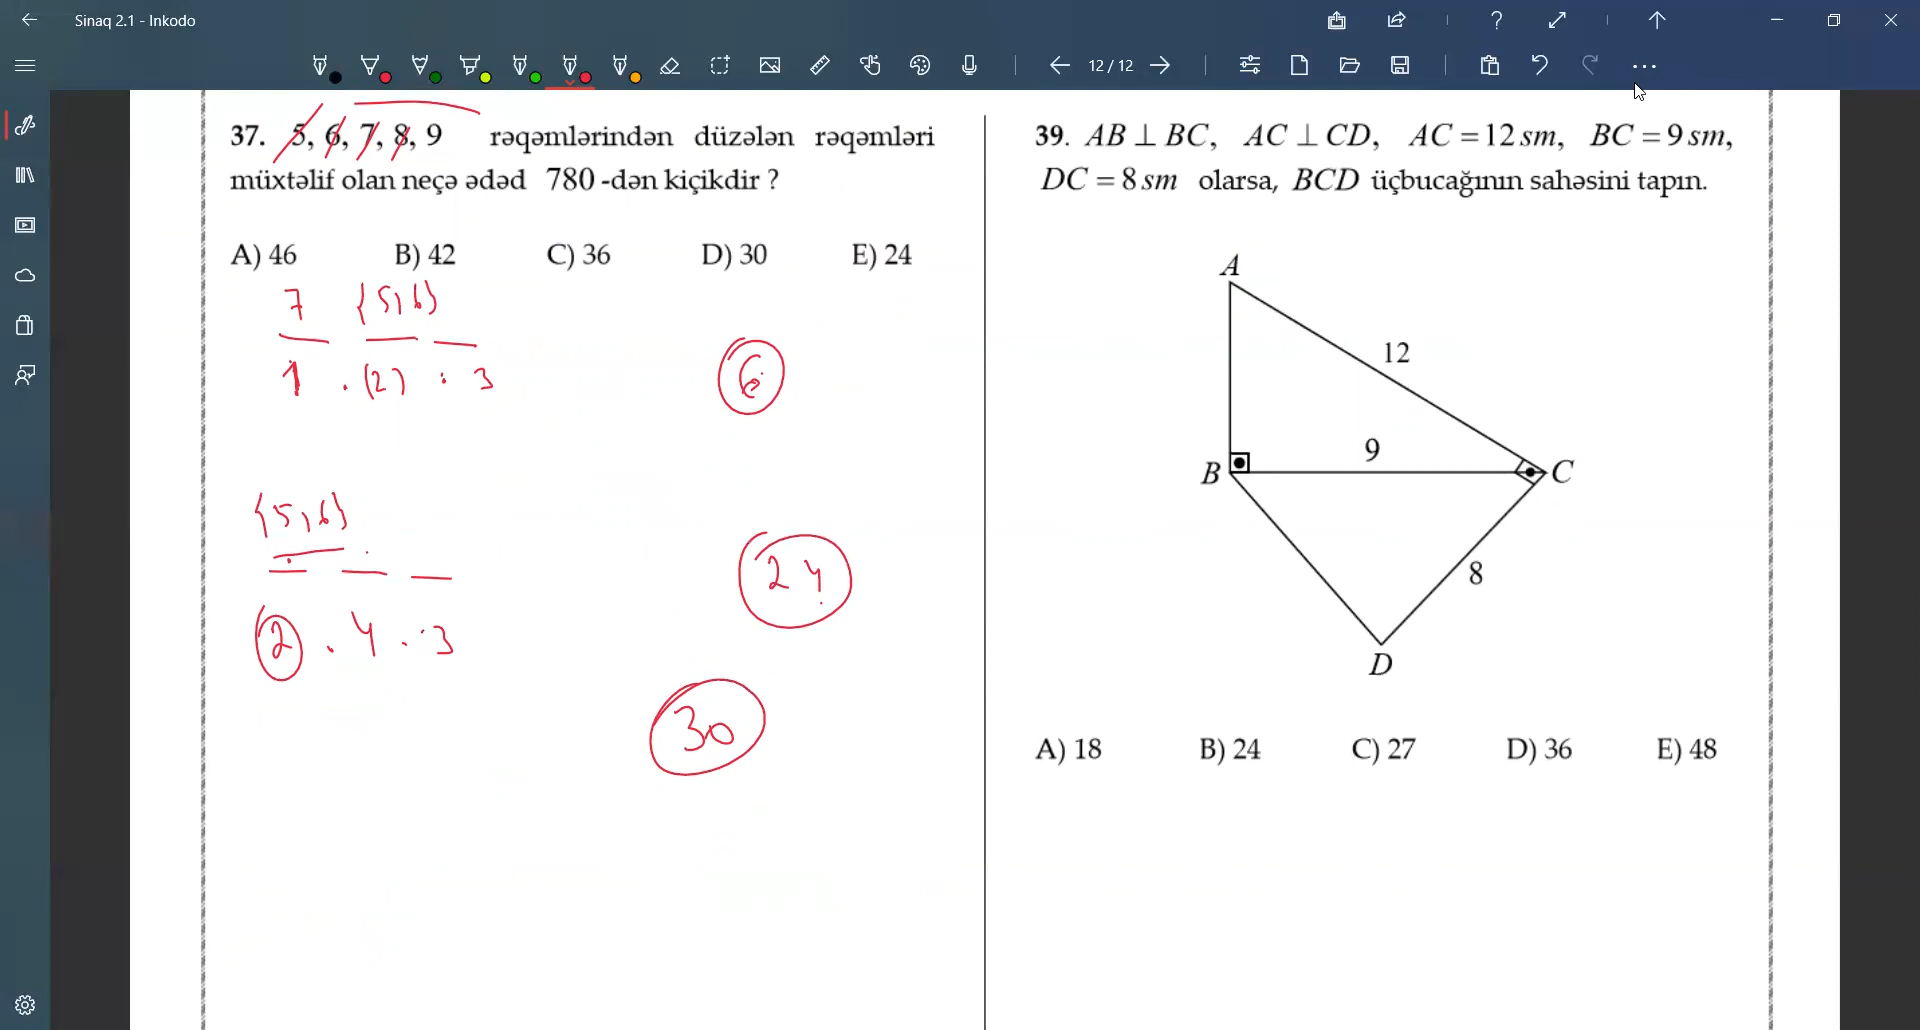 Sinaq 2.1 - Inkodo
12 / 12
37. 5, 6, 7, 8, 9 rəqəmlərindən düzələn rəqəmləri
müxtəlif olan neçə ədəd 780 -dən kiçikdir ?
A) 46 B) 42 C) 36 D) 30 E) 24
7 {5,6}
1 . (2) . 3
6
{5,6}
24
2 . 4 . 3
30
39. AB ⊥ BC, AC ⊥ CD, AC = 12 sm, BC = 9 sm,
DC = 8 sm olarsa, BCD üçbucağının sahəsini tapın.
A
12
9
B C
8
D
A) 18 B) 24 C) 27 D) 36 E) 48